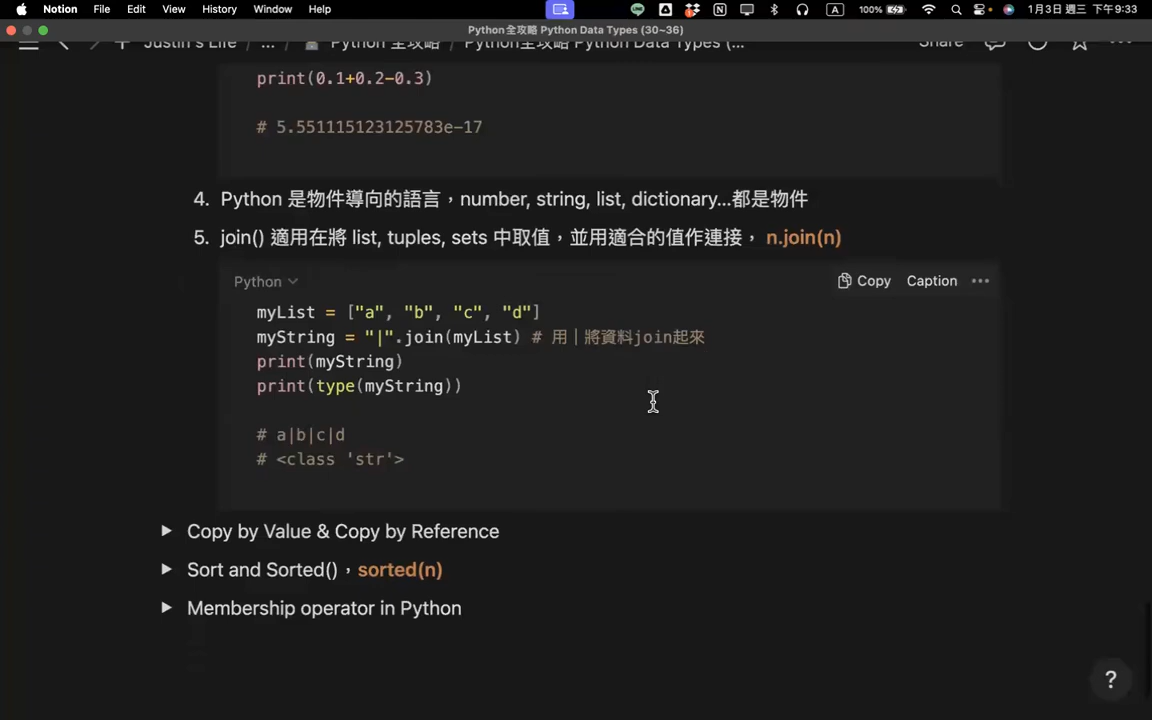 Notion File Edit View History Window Help A 100% 1月3日 週三 下午9:33
Python全攻略 Python Data Types (30~36)
Justin's Life / ... / Python 全攻略 / Python全攻略 Python Data Types (... Share
print(0.1+0.2-0.3)
# 5.551115123125783e-17
4. Python 是物件導向的語言，number, string, list, dictionary...都是物件
5. join() 適用在將 list, tuples, sets 中取值，並用適合的值作連接， n.join(n)
Python Copy Caption
myList = ["a", "b", "c", "d"]
myString = "|".join(myList) # 用｜將資料join起來
print(myString)
print(type(myString))
# a|b|c|d
# <class 'str'>
Copy by Value & Copy by Reference
Sort and Sorted()，sorted(n)
Membership operator in Python
?